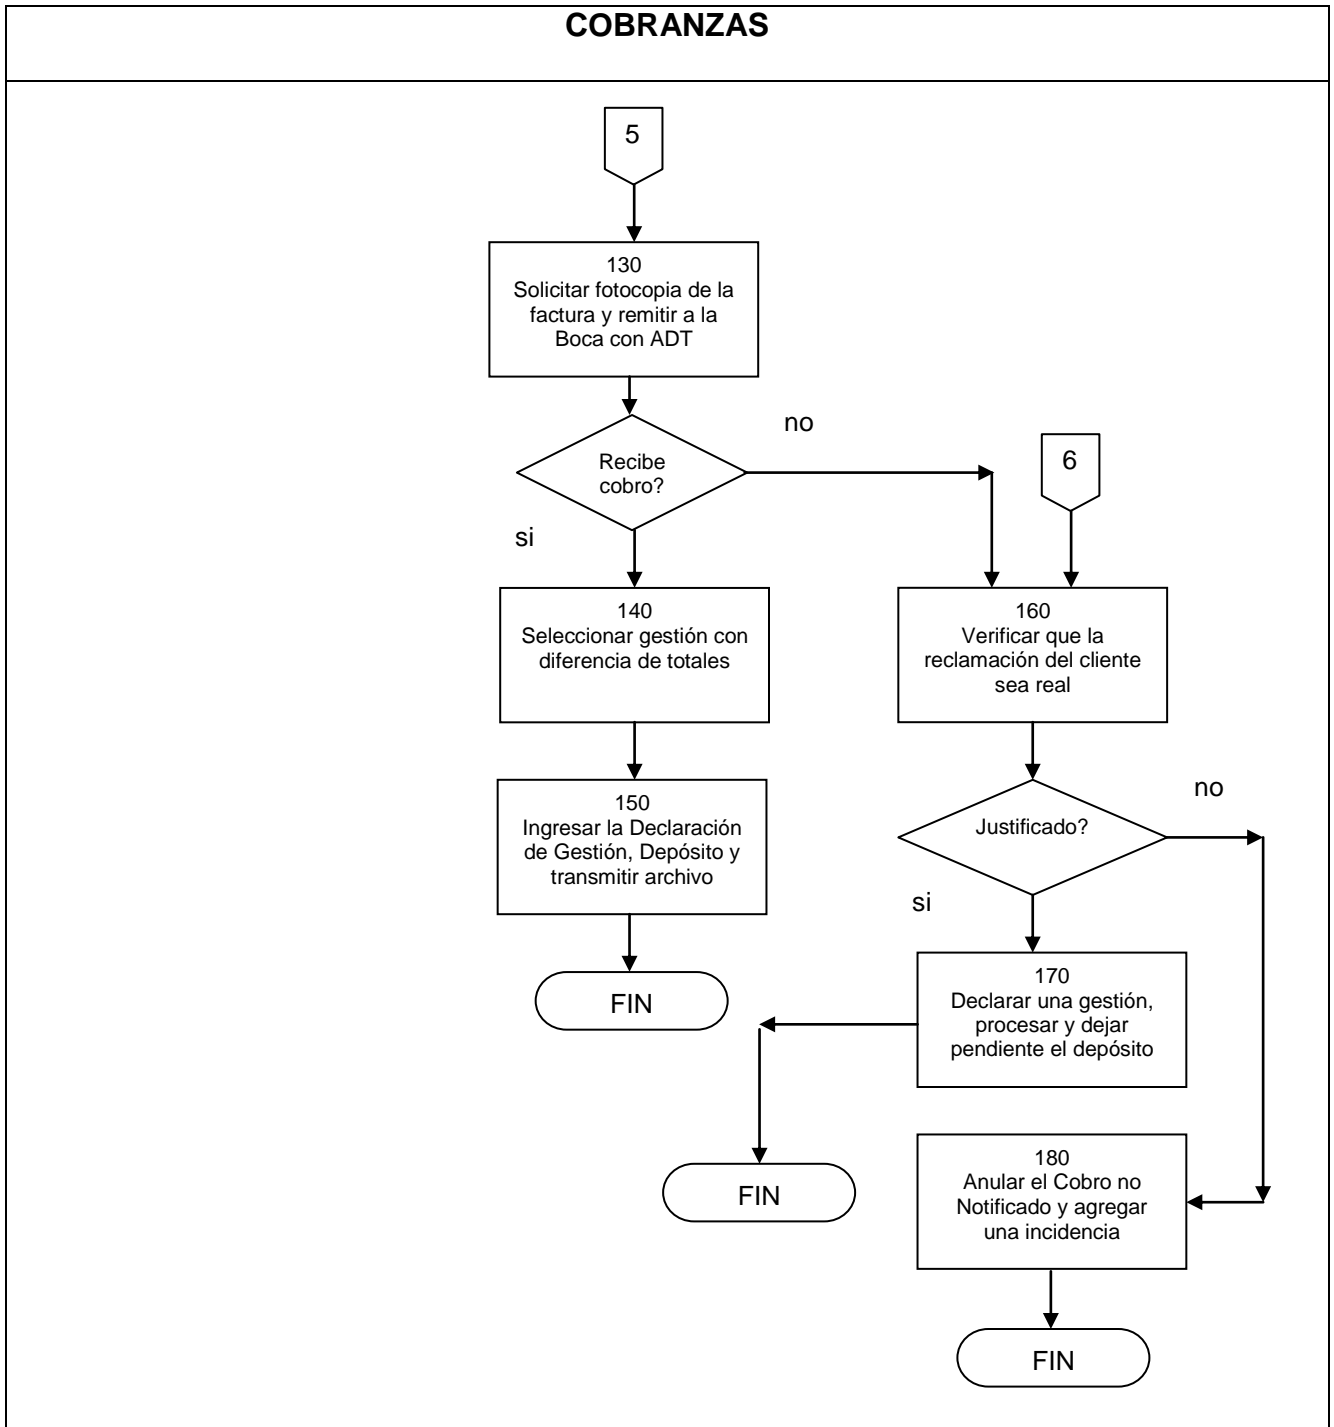 COBRANZAS
5
130
Solicitar fotocopia de la
factura y remitir a la
Boca con ADT
no
Recibe
cobro?
6
si
140
Seleccionar gestión con
diferencia de totales
160
Verificar que la
reclamación del cliente
sea real
150
Ingresar la Declaración
de Gestión, Depósito y
transmitir archivo
no
Justificado?
si
FIN
170
Declarar una gestión,
procesar y dejar
pendiente el depósito
FIN
180
Anular el Cobro no
Notificado y agregar
una incidencia
FIN